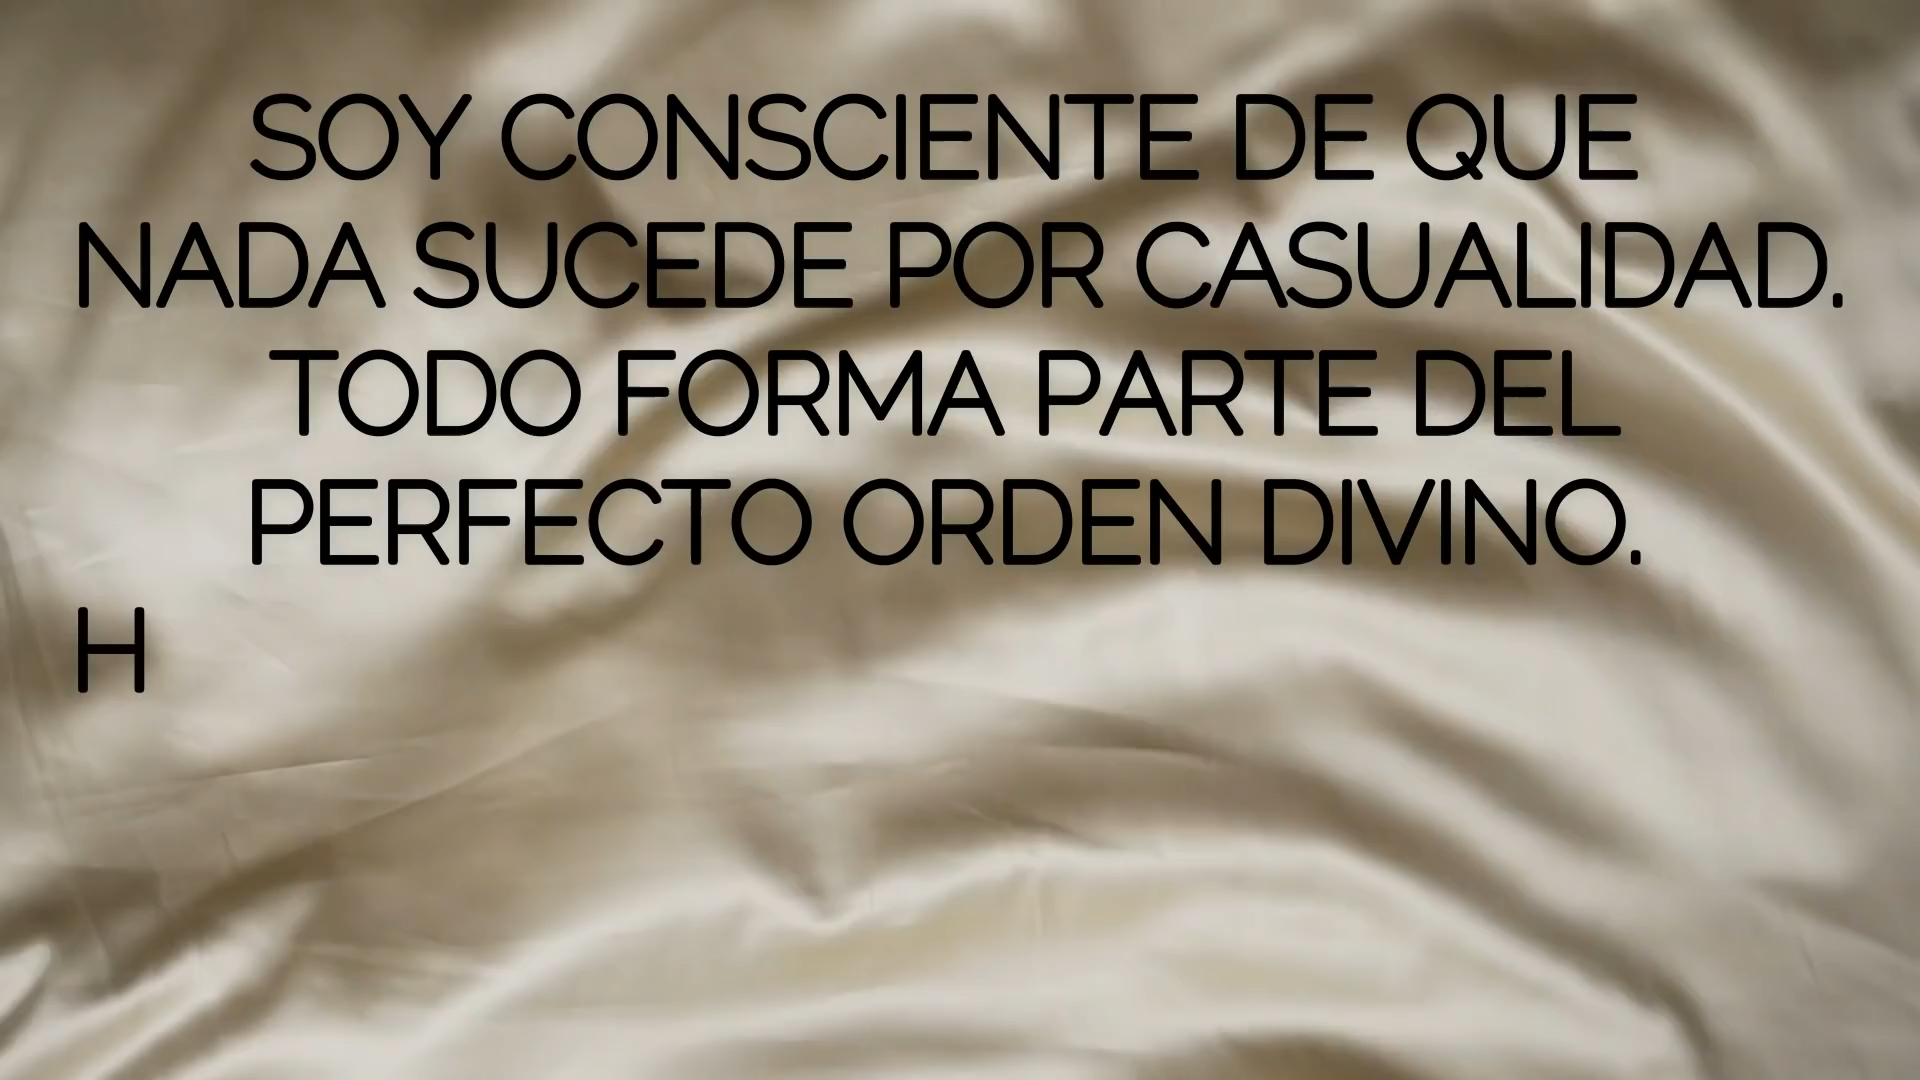 SOY CONSCIENTE DE QUE
NADA SUCEDE POR CASUALIDAD.
TODO FORMA PARTE DEL
PERFECTO ORDEN DIVINO.
H